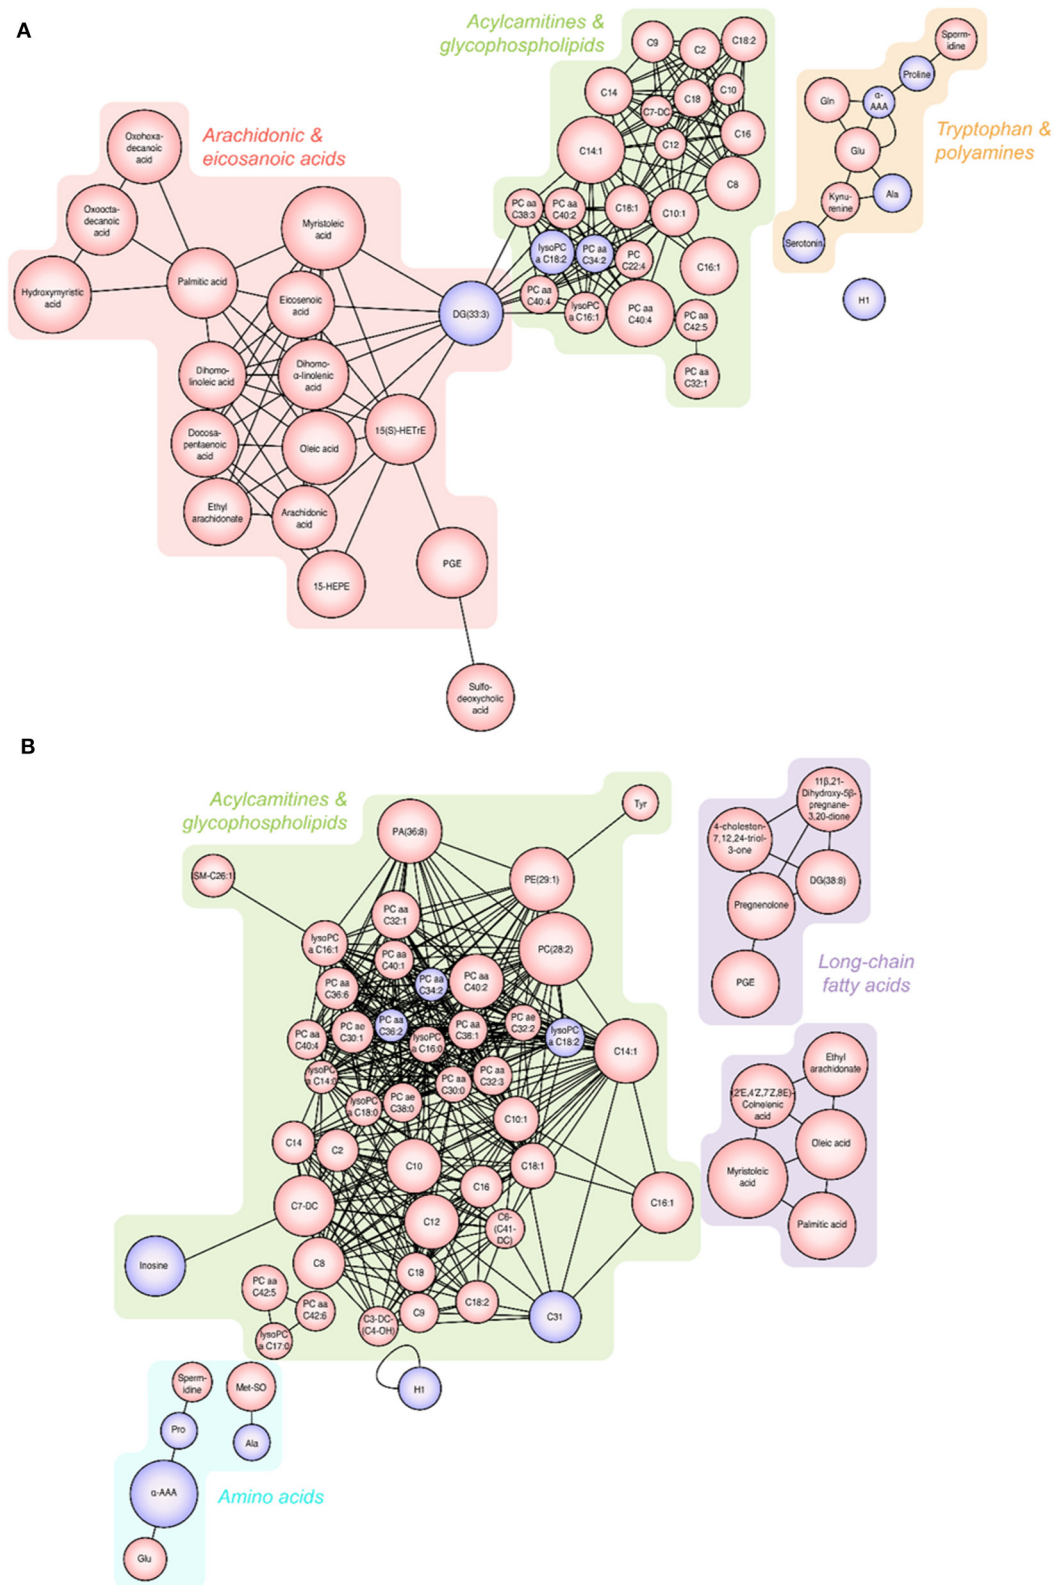 A
Acylcamitines &
glycophospholipids
Arachidonic &
eicosanoic acids
Tryptophan &
polyamines
Oxohexa-
decanoic
acid
Oxoocta-
decanoic
acid
Hydroxymyristic
acid
Palmitic acid
Myristoleic
acid
Eicosenoic
acid
Dihomo-
linoleic acid
Dihomo-
α-linolenic
acid
Docosa-
pentaenoic
acid
Oleic acid
15(S)-HETrE
Ethyl
arachidonate
Arachidonic
acid
15-HEPE
PGE
Sulfo-
deoxycholic
acid
DG(33:3)
C9
C2
C18:2
C14
C18
C10
C7-DC
C14:1
C12
C16
C8
PC aa
C38:3
PC aa
C40:2
C18:1
C10:1
lysoPC
a C18:2
PC aa
C34:2
PC
C22:4
C16:1
PC aa
C40:4
lysoPC
a C16:1
PC aa
C40:4
PC aa
C42:5
PC aa
C32:1
Sperm-
idine
Proline
α-
AAA
Gln
Glu
Kynu-
renine
Ala
Serotonin
H1
B
Acylcamitines &
glycophospholipids
Tyr
PA(36:8)
SM-C26:1
PE(29:1)
PC aa
C32:1
lysoPC
a C16:1
PC(28:2)
PC aa
C40:1
PC aa
C34:2
PC aa
C40:2
PC aa
C36:6
PC aa
C40:4
PC ae
C30:1
PC aa
C36:2
lysoPC
a C16:0
PC aa
C36:1
PC ae
C32:2
lysoPC
a C18:2
C14:1
lysoPC
a C14:0
PC aa
C30:0
PC aa
C32:3
lysoPC
a C18:0
PC ae
C38:0
C10:1
C14
C2
C10
C18:1
C16
C16:1
C7-DC
C12
C6-
(C41-
DC)
Inosine
C8
C18
PC aa
C42:5
PC aa
C42:6
lysoPC
a C17:0
C3-DC-
(C4-OH)
C9
C18:2
C31
H1
11β,21-
Dihydroxy-5β-
pregnane-
3,20-dione
4-cholesten-
7,12,24-triol-
3-one
DG(38:8)
Pregnenolone
PGE
Long-chain
fatty acids
Ethyl
arachidonate
(2'E,4'Z,7'Z,8E)-
Colnelenic
acid
Oleic acid
Myristoleic
acid
Palmitic acid
Sperm-
idine
Met-SO
Pro
Ala
α-AAA
Glu
Amino acids